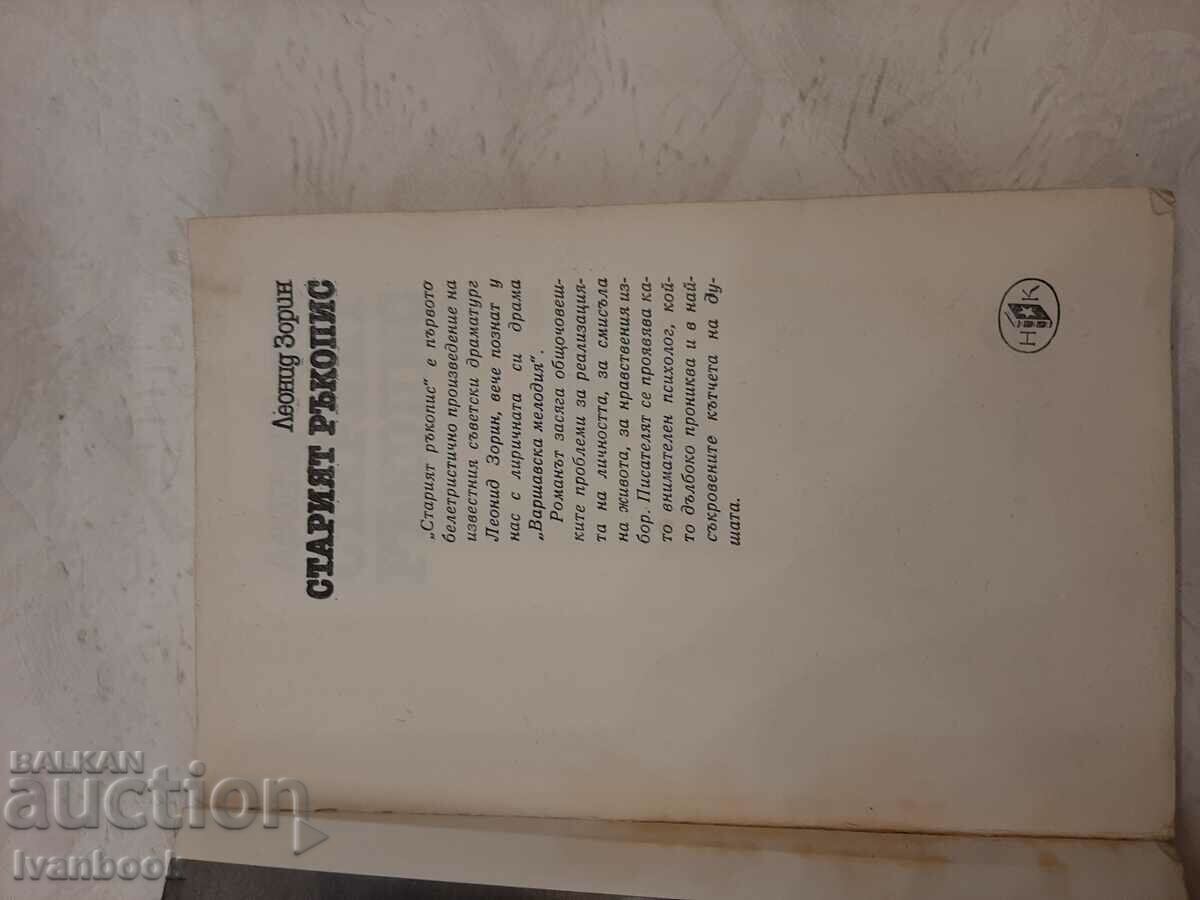 Леонид Зорин
СТАРИЯТ РЪКОПИС
„Старият ръкопис" е първото
белетристично произведение на
известния съветски драматург
Леонид Зорин, вече познат у
нас с лиричната си драма
„Варшавска мелодия".
Романът засяга общочовеш-
ките проблеми за реализация-
та на личността, за смисъла
на живота, за нравствения из-
бор. Писателят се проявява ка-
то внимателен психолог, кой-
то дълбоко прониква и в най-
съкровените кътчета на ду-
шата.
Н К
BALKAN
auction
Ivanbook